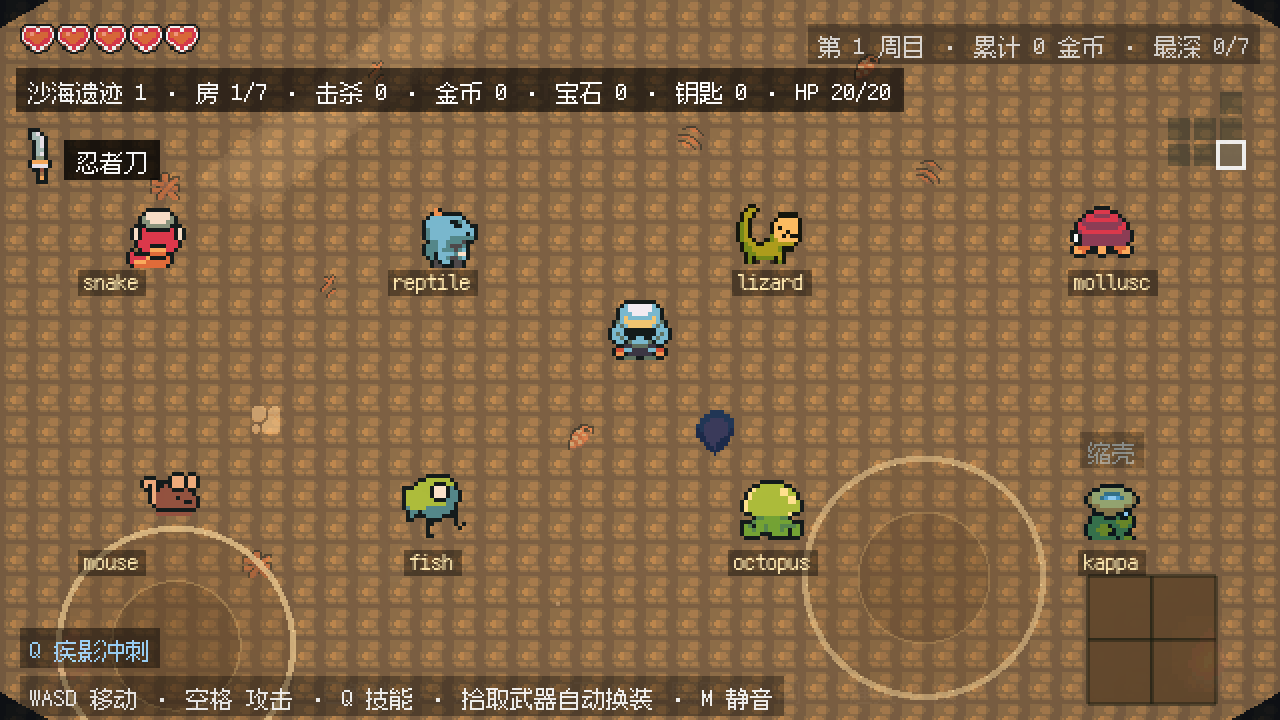 第 1 周目 · 累计 0 金币 · 最深 0/7
沙海遗迹 1 · 房 1/7 · 击杀 0 · 金币 0 · 宝石 0 · 钥匙 0 · HP 20/20
忍者刀
snake
reptile
lizard
mollusc
缩壳
mouse
fish
octopus
kappa
Q 疾影冲刺
WASD 移动 · 空格 攻击 · Q 技能 · 拾取武器自动换装 · M 静音